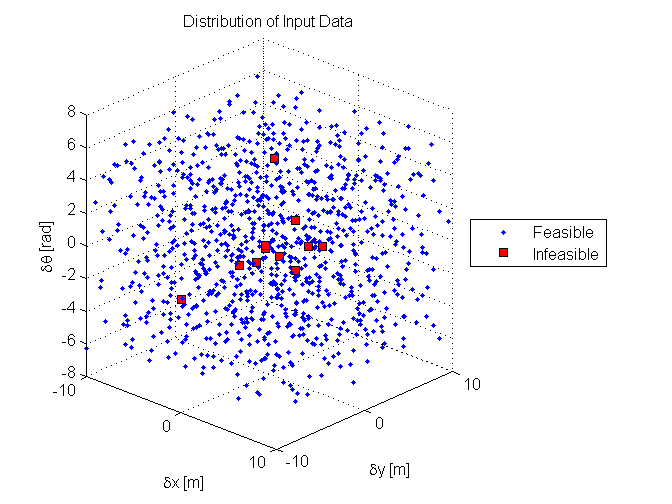 Distribution of Input Data
8
6
4
2
0
-2
-4
-6
-8
δθ [rad]
-10
0
10
δx [m]
-10
0
10
δy [m]
Feasible
Infeasible